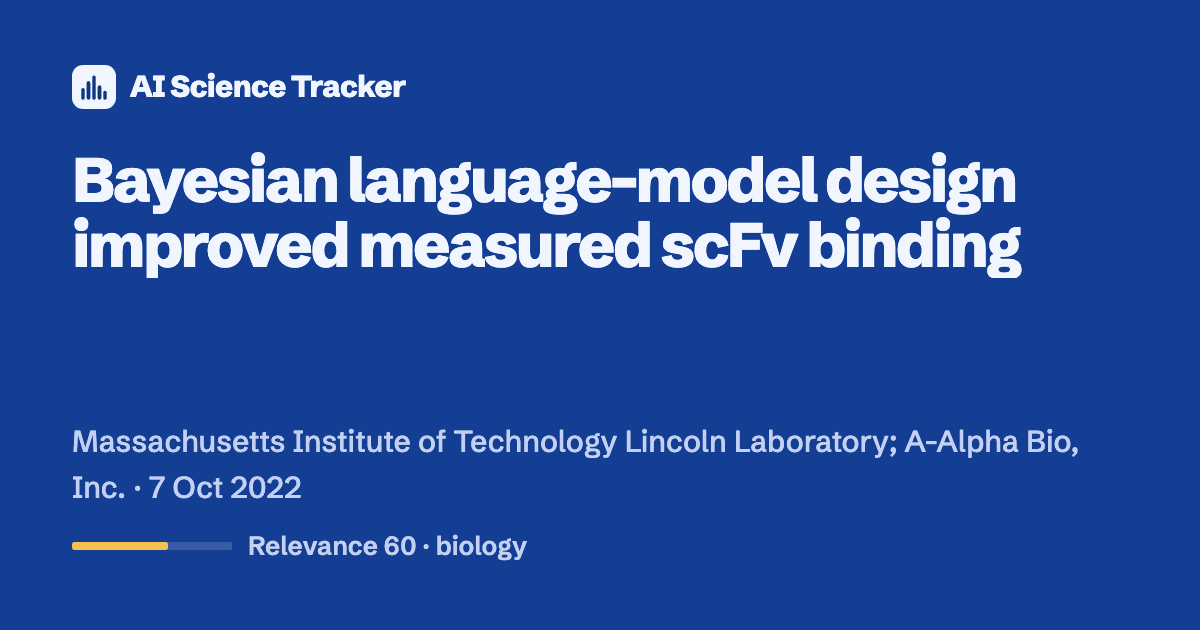 AI Science Tracker
Bayesian language-model design
improved measured scFv binding
Massachusetts Institute of Technology Lincoln Laboratory; A-Alpha Bio,
Inc. · 7 Oct 2022
Relevance 60 · biology